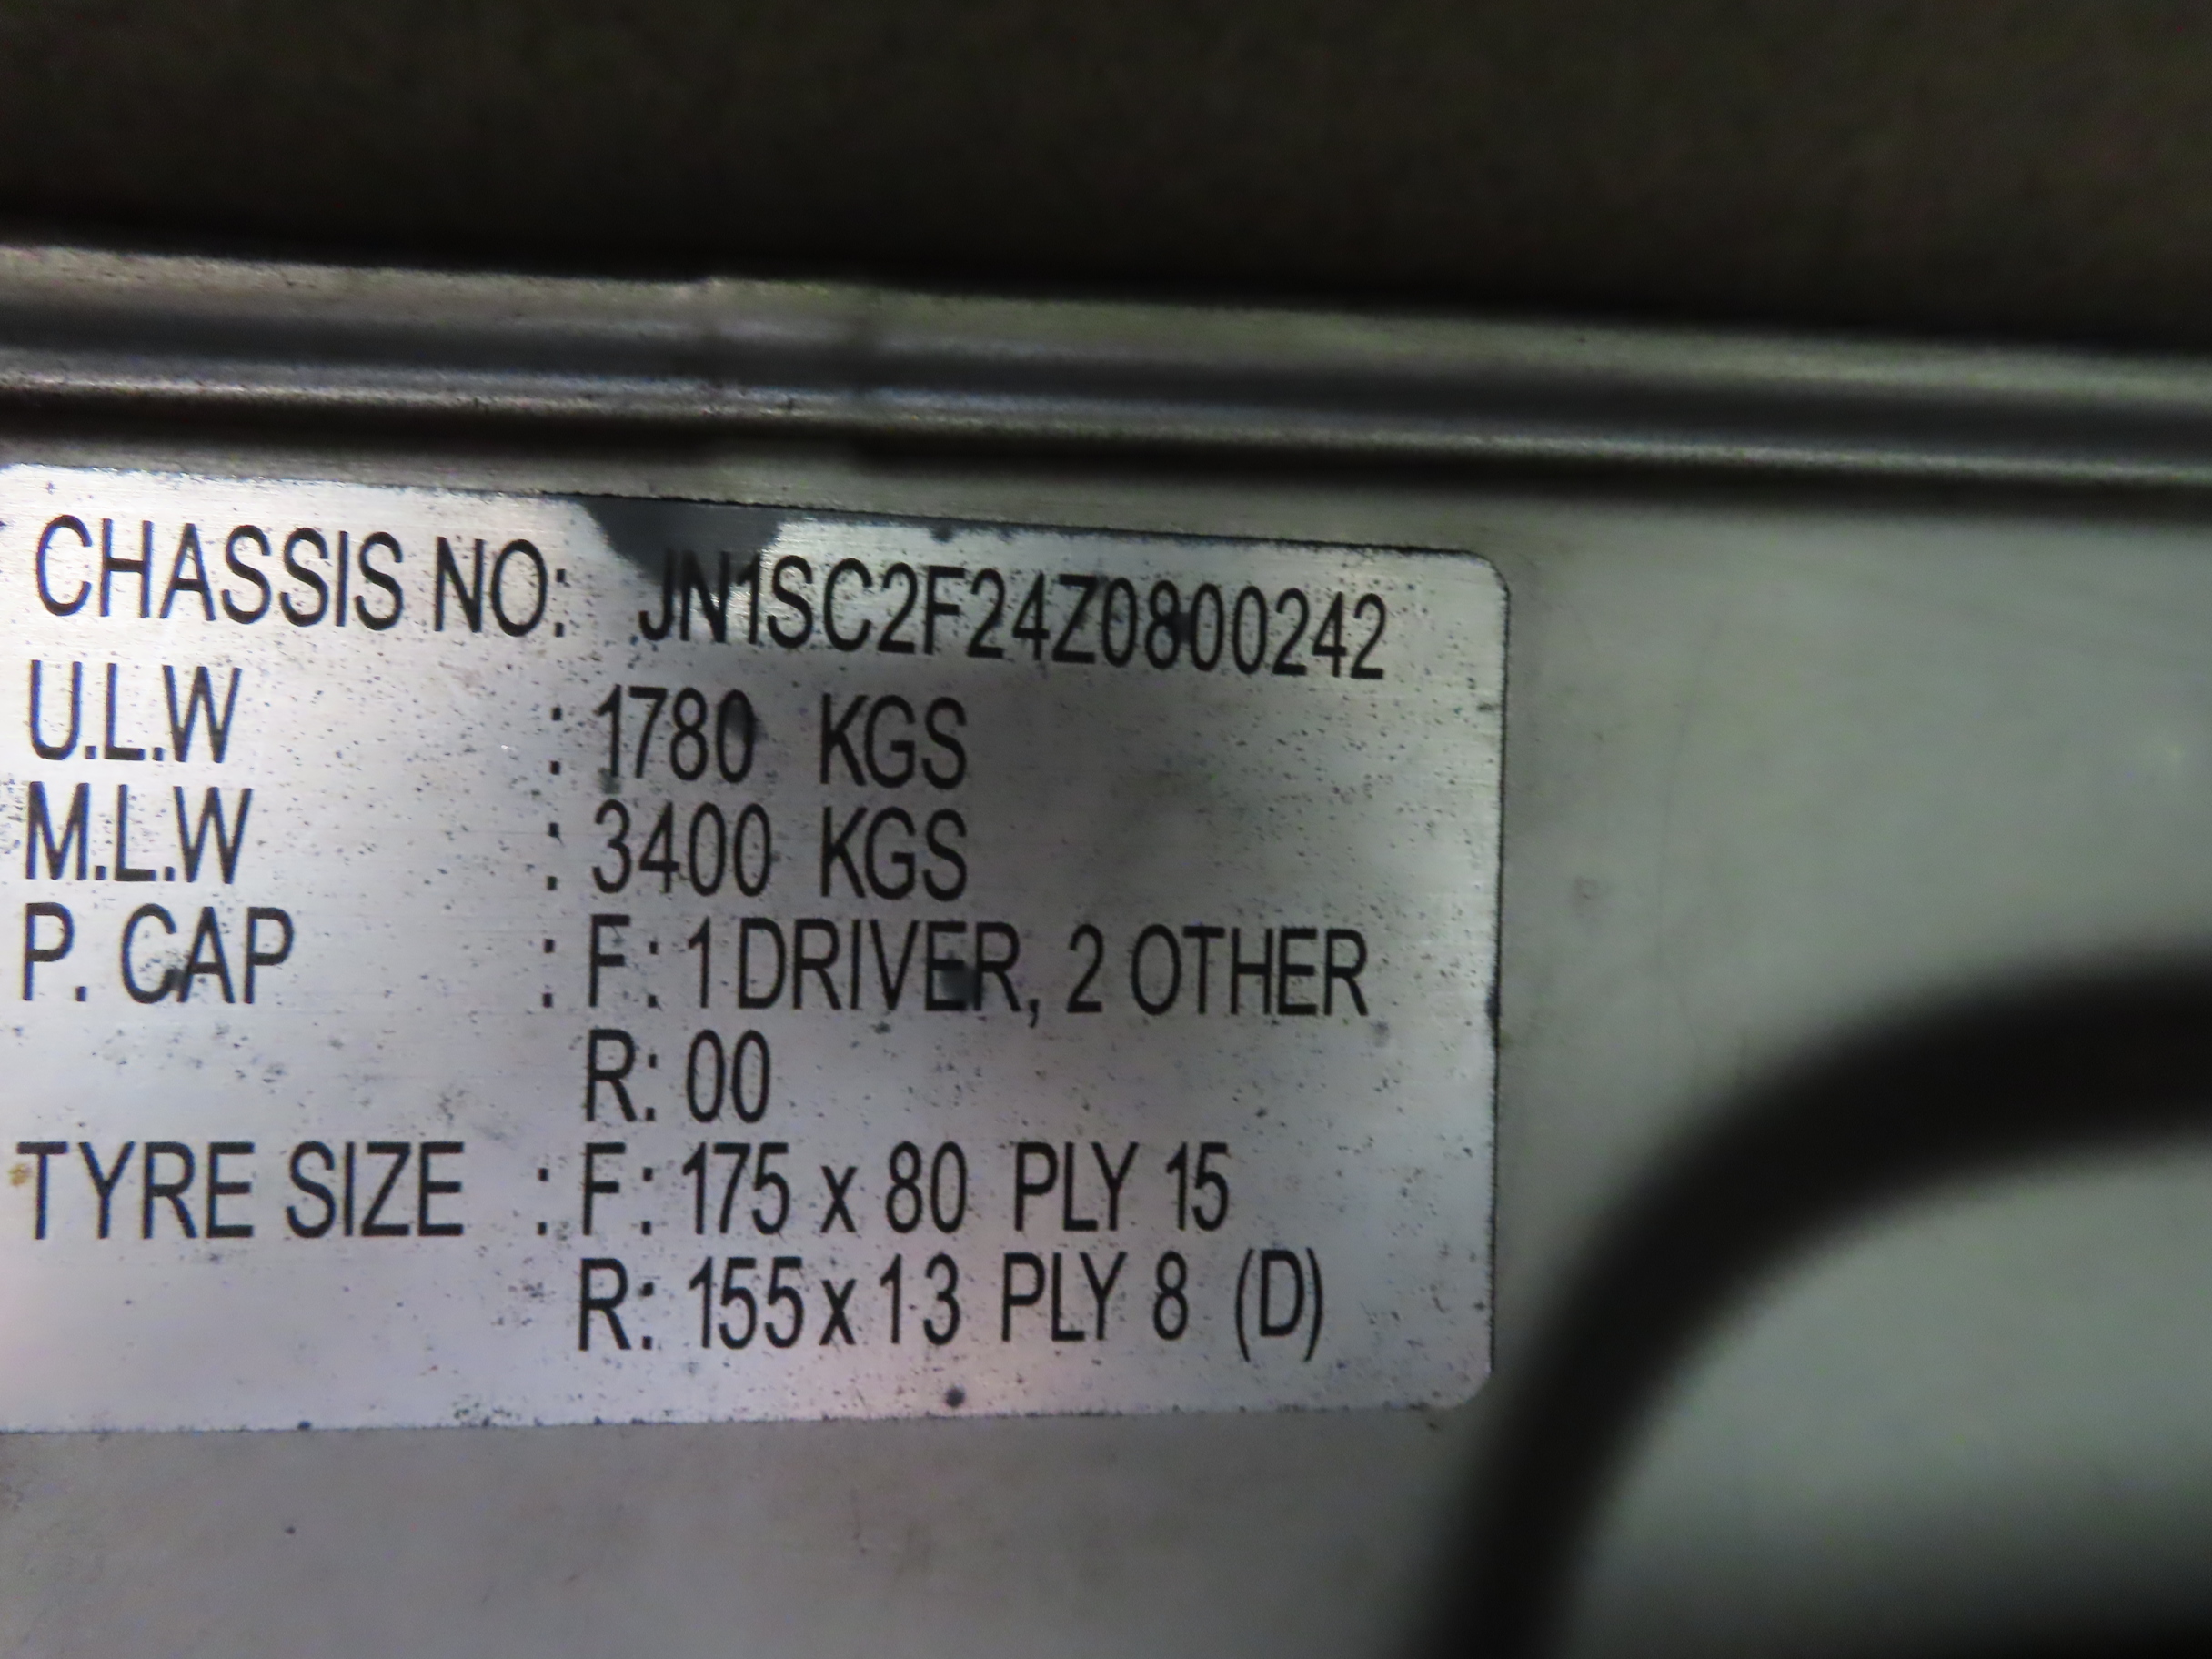 CHASSIS NO: JN1SC2F24Z0800242
U.L.W : 1780 KGS
M.L.W : 3400 KGS
P. CAP : F: 1 DRIVER, 2 OTHER
R: 00
TYRE SIZE : F: 175 x 80 PLY 15
R: 155 x 13 PLY 8 (D)